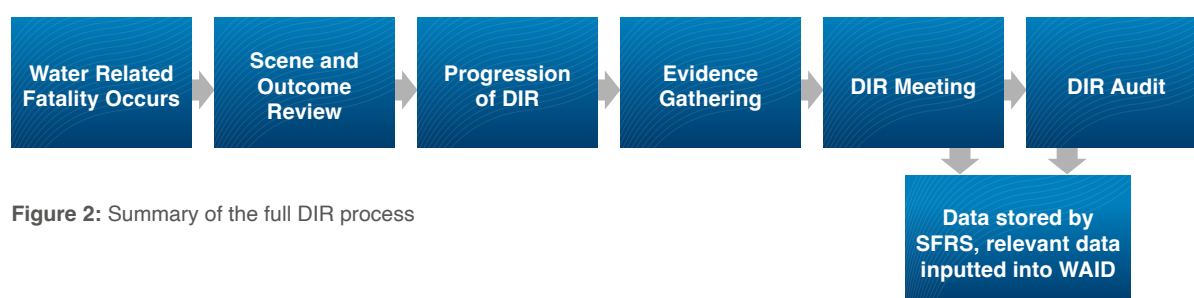 Water Related
Fatality Occurs
Scene and
Outcome
Review
Progression
of DIR
Evidence
Gathering
DIR Meeting
DIR Audit
Figure 2: Summary of the full DIR process
Data stored by
SFRS, relevant data
inputted into WAID